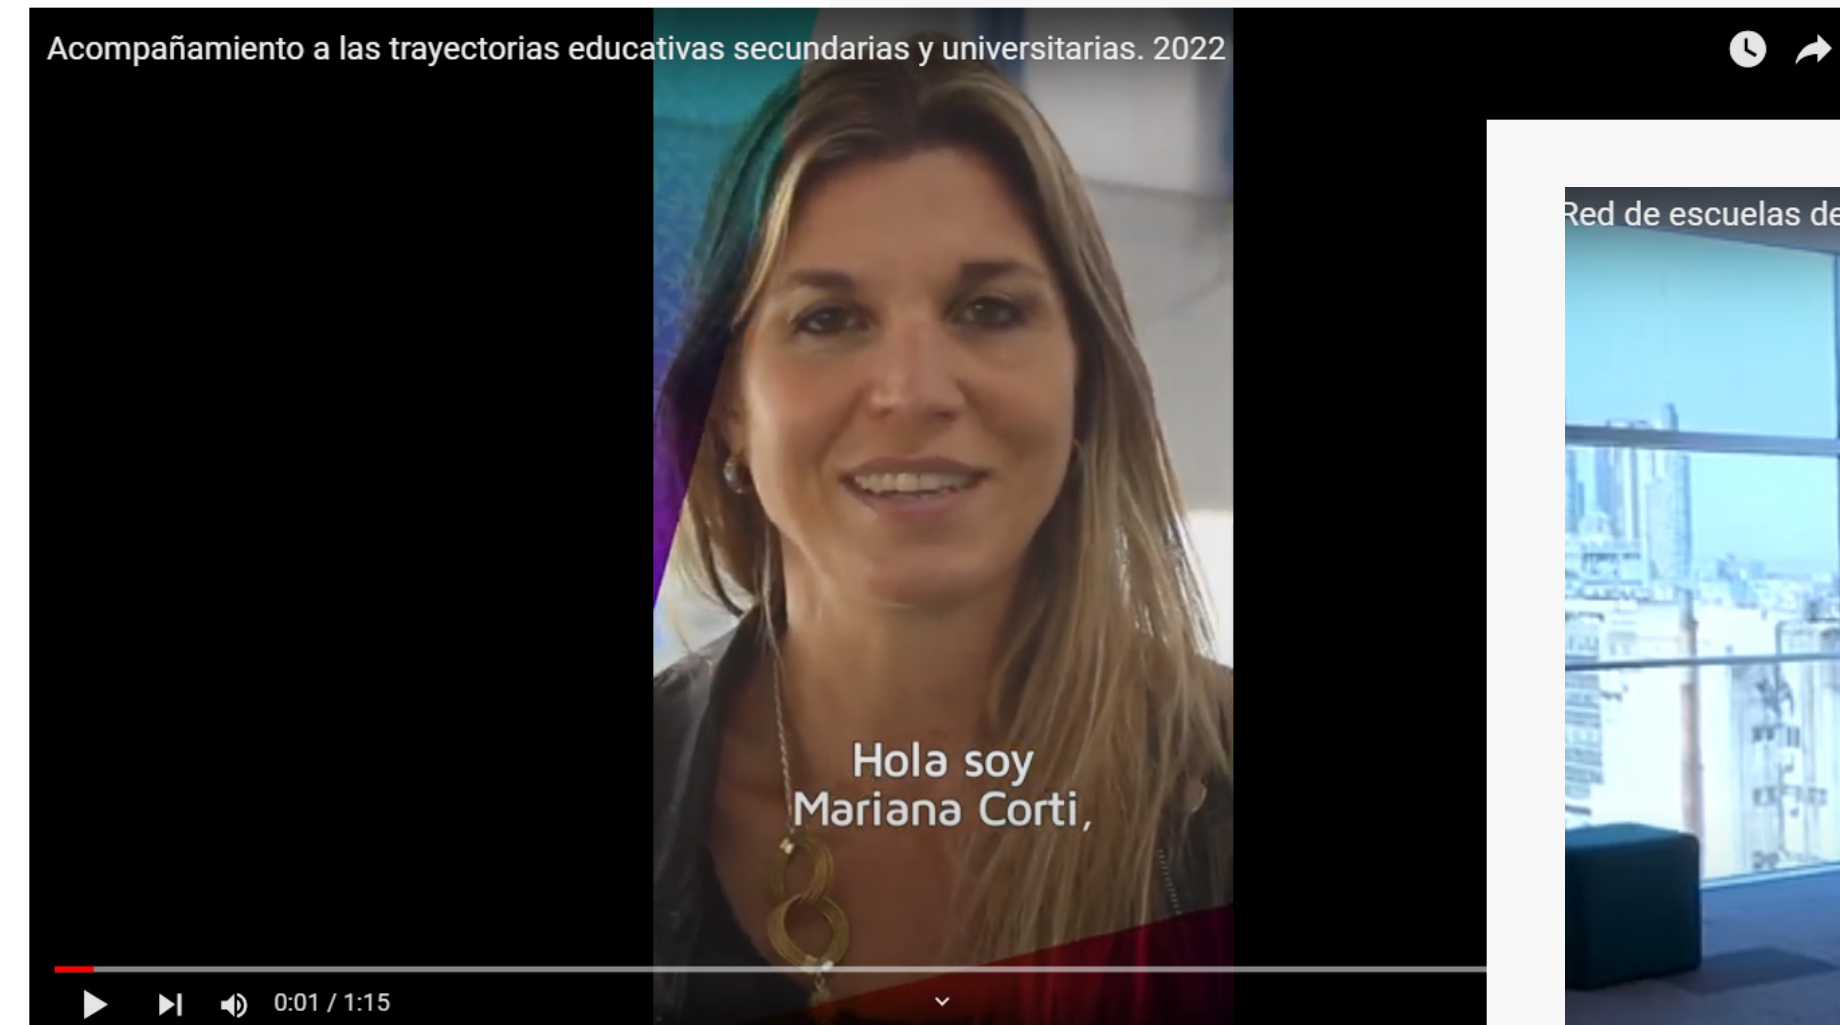 Acompañamiento a las trayectorias educativas secundarias y universitarias. 2022
Red de escuelas de
Hola soy
Mariana Corti,
0:01 / 1:15